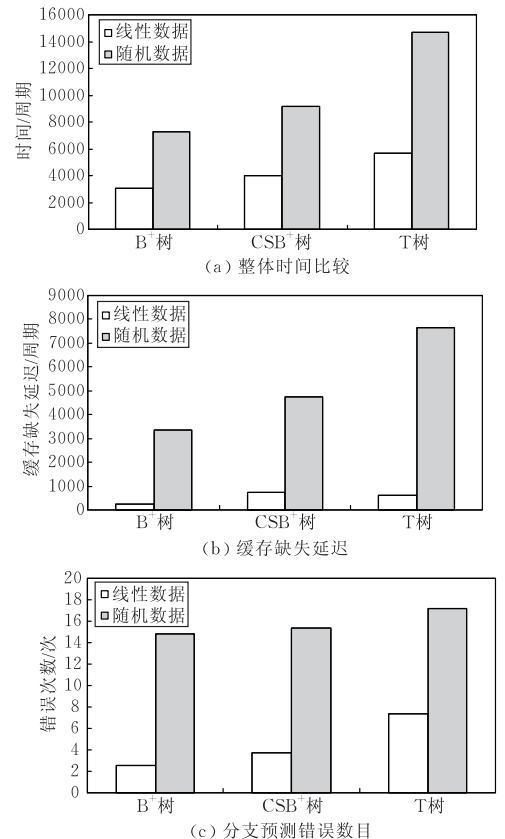 16000
14000
12000
10000
8000
6000
4000
2000
0
时间/周期
线性数据
随机数据
B⁺树 CSB⁺树 T树
(a) 整体时间比较
9000
8000
7000
6000
5000
4000
3000
2000
1000
0
缓存缺失延迟/周期
线性数据
随机数据
B⁺树 CSB⁺树 T树
(b) 缓存缺失延迟
20
18
16
14
12
10
8
6
4
2
0
错误次数/次
线性数据
随机数据
B⁺树 CSB⁺树 T树
(c) 分支预测错误数目